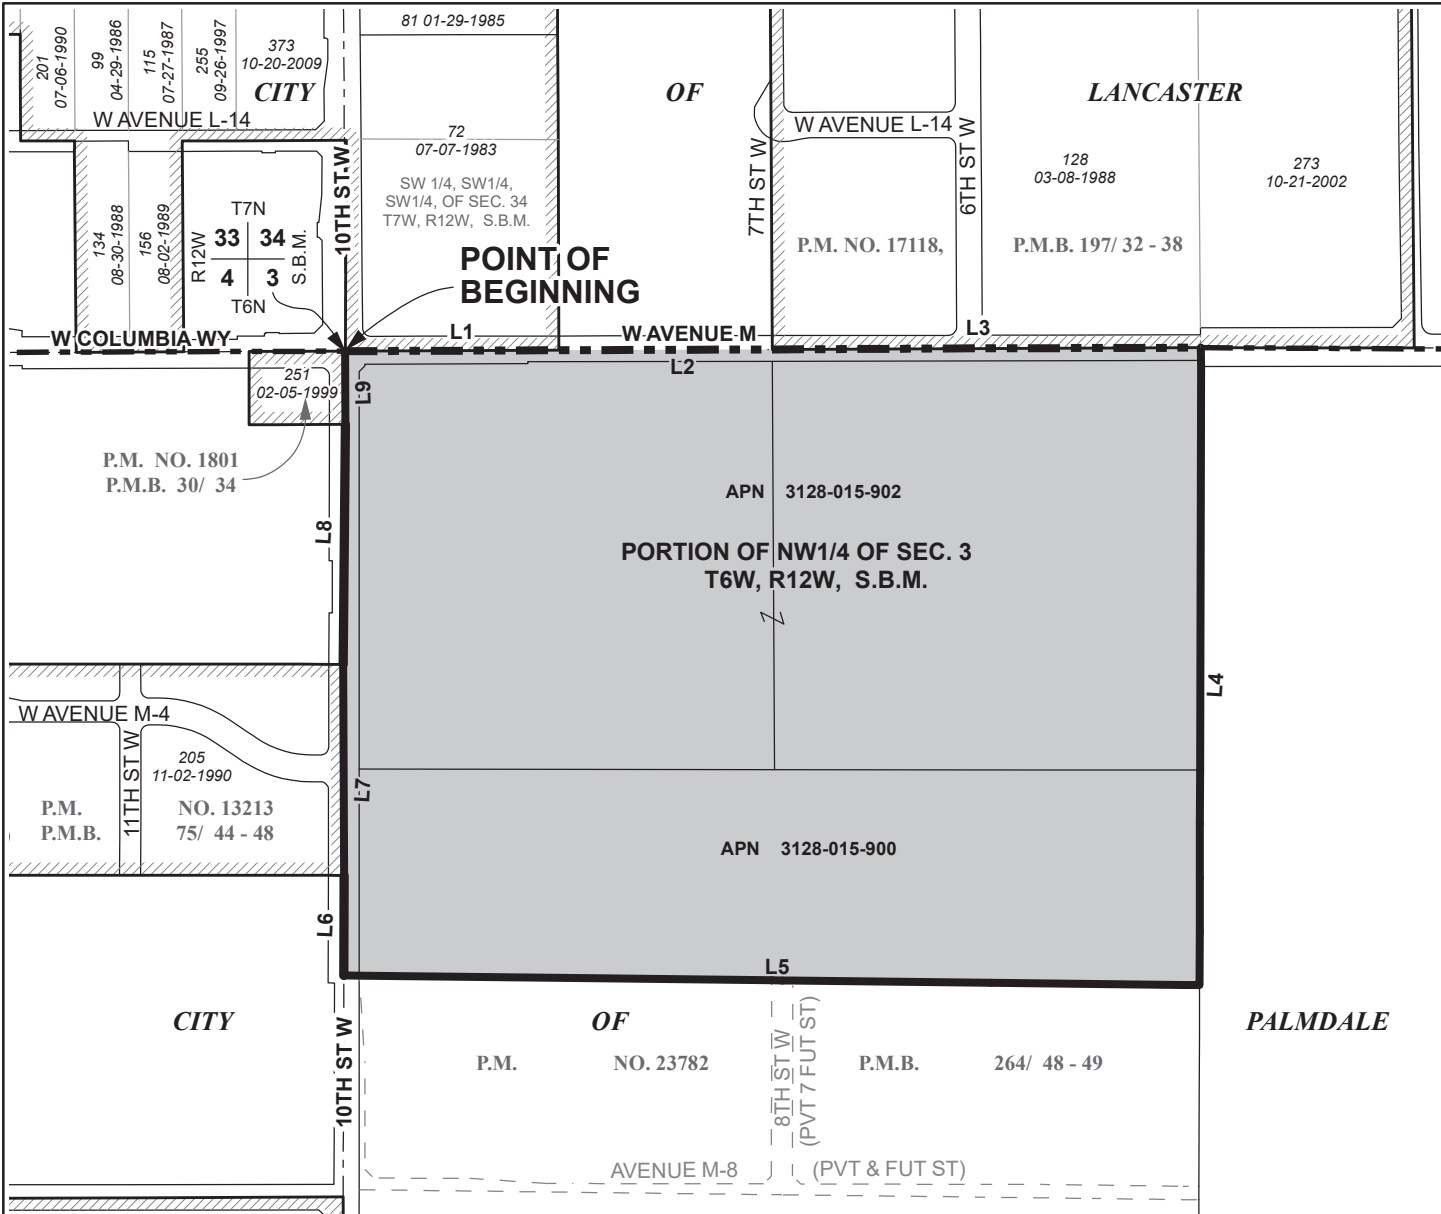 201
07-06-1990
99
04-29-1986
115
07-27-1987
255
09-26-1997
373
10-20-2009
81 01-29-1985
CITY
OF
LANCASTER
W AVENUE L-14
10TH ST.W.
72
07-07-1983
SW 1/4, SW1/4,
SW1/4, OF SEC. 34
T7W, R12W, S.B.M.
7TH ST W
W AVENUE L-14
6TH ST W
128
03-08-1988
273
10-21-2002
P.M. NO. 17118,
P.M.B. 197/ 32 - 38
134
08-30-1988
156
08-02-1989
R12W
T7N
33 34
4 3
T6N
S.B.M.
POINT OF
BEGINNING
W COLUMBIA WY
L1
W AVENUE M
L3
L2
251
02-05-1999
L9
P.M. NO. 1801
P.M.B. 30/ 34
L8
APN 3128-015-902
PORTION OF NW1/4 OF SEC. 3
T6W, R12W, S.B.M.
L4
W AVENUE M-4
11TH ST W
205
11-02-1990
P.M. NO. 13213
P.M.B. 75/ 44 - 48
L7
APN 3128-015-900
L6
L5
CITY
OF
PALMDALE
10TH ST W
P.M. NO. 23782
8TH ST W
(PVT 7 FUT ST)
P.M.B. 264/ 48 - 49
AVENUE M-8 (PVT & FUT ST)